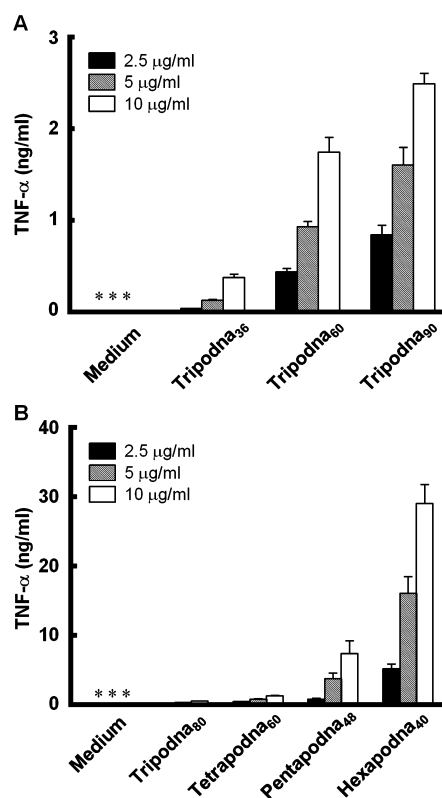 A
3
2
1
0
TNF-α (ng/ml)
2.5 μg/ml
5 μg/ml
10 μg/ml
* * *
Medium
Tripodna36
Tripodna60
Tripodna90
B
40
30
20
10
0
TNF-α (ng/ml)
2.5 μg/ml
5 μg/ml
10 μg/ml
* * *
Medium
Tripodna80
Tetrapodna60
Pentapodna48
Hexapodna40